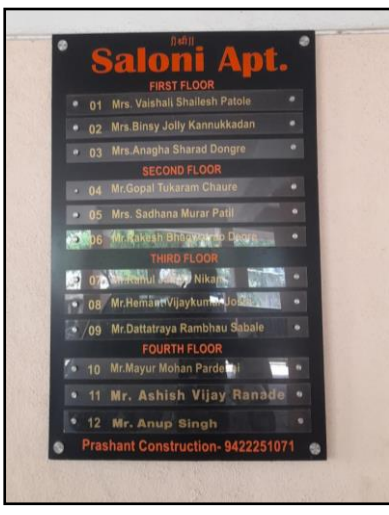 ॥श्री॥
Saloni Apt.
FIRST FLOOR
01 Mrs. Vaishali Shailesh Patole
02 Mrs.Binsy Jolly Kannukkadan
03 Mrs.Anagha Sharad Dongre
SECOND FLOOR
04 Mr.Gopal Tukaram Chaure
05 Mrs. Sadhana Murar Patil
06 Mr.Rakesh
THIRD FLOOR
07 Rahul
08 Mr.Hemant Vijaykumar
09 Mr.Dattatraya Rambhau Sabale
FOURTH FLOOR
10 Mr.Mayur Mohan Pardeshi
11 Mr. Ashish Vijay Ranade
12 Mr. Anup Singh
Prashant Construction- 9422251071